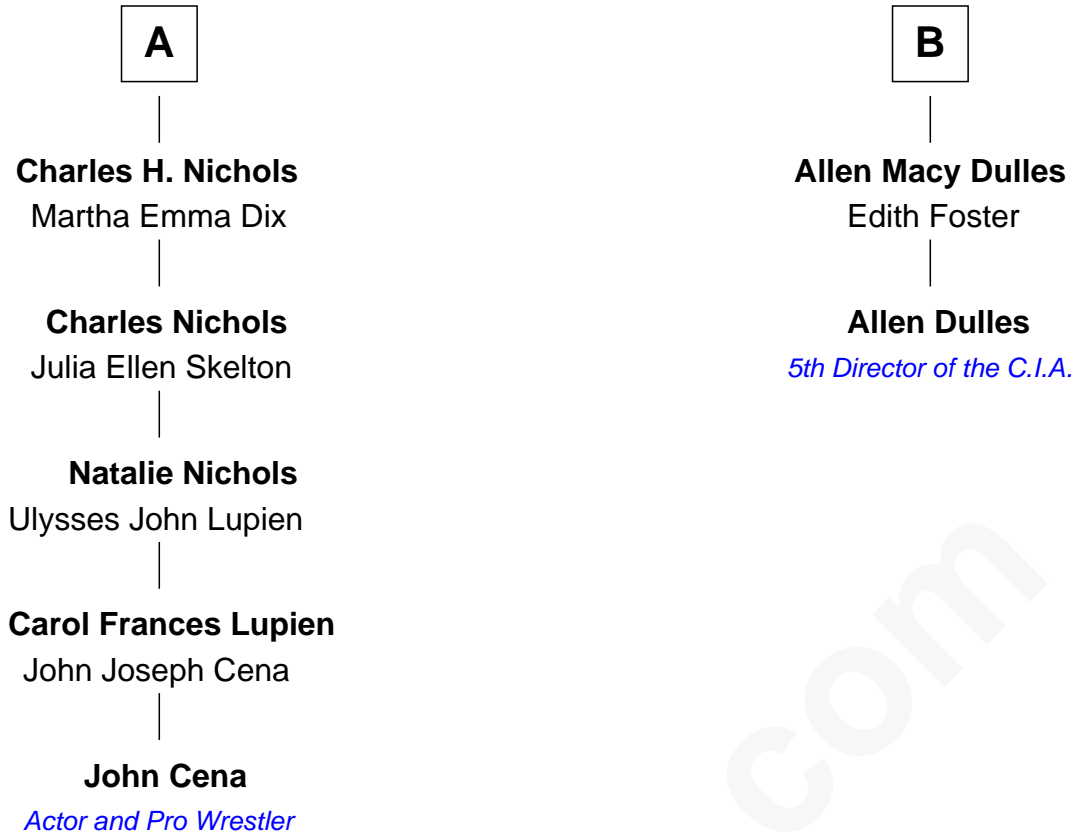 A
Charles H. Nichols
Martha Emma Dix
Charles Nichols
Julia Ellen Skelton
Natalie Nichols
Ulysses John Lupien
Carol Frances Lupien
John Joseph Cena
John Cena
Actor and Pro Wrestler
B
Allen Macy Dulles
Edith Foster
Allen Dulles
5th Director of the C.I.A.
com